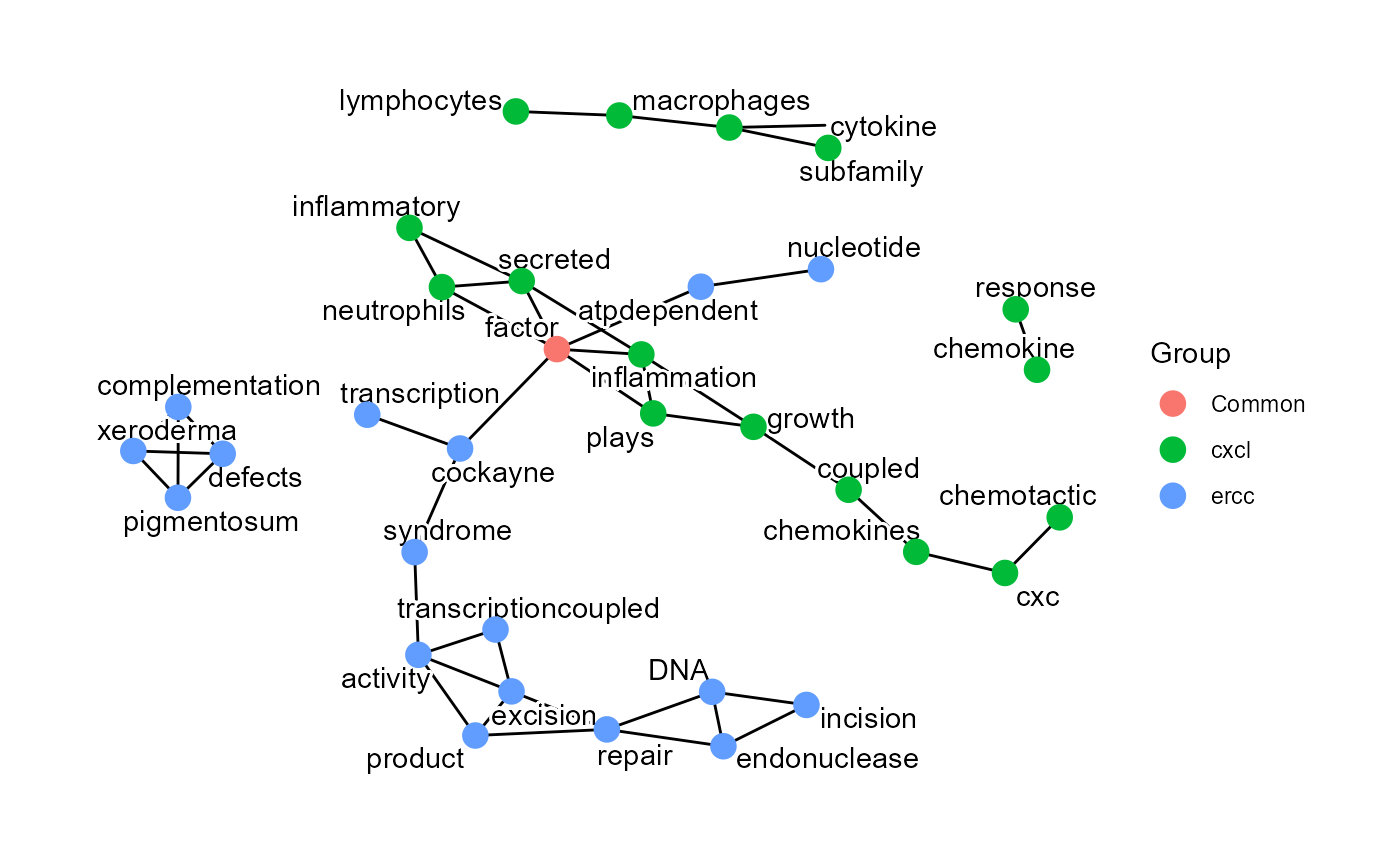 lymphocytes
macrophages
cytokine
subfamily
inflammatory
nucleotide
secreted
response
neutrophils
atpdependent
factor
chemokine
Group
inflammation
complementation
transcription
Common
growth
xeroderma
plays
cxcl
coupled
cockayne
defects
chemotactic
ercc
pigmentosum
syndrome
chemokines
cxc
transcriptioncoupled
DNA
activity
excision
incision
product
repair
endonuclease